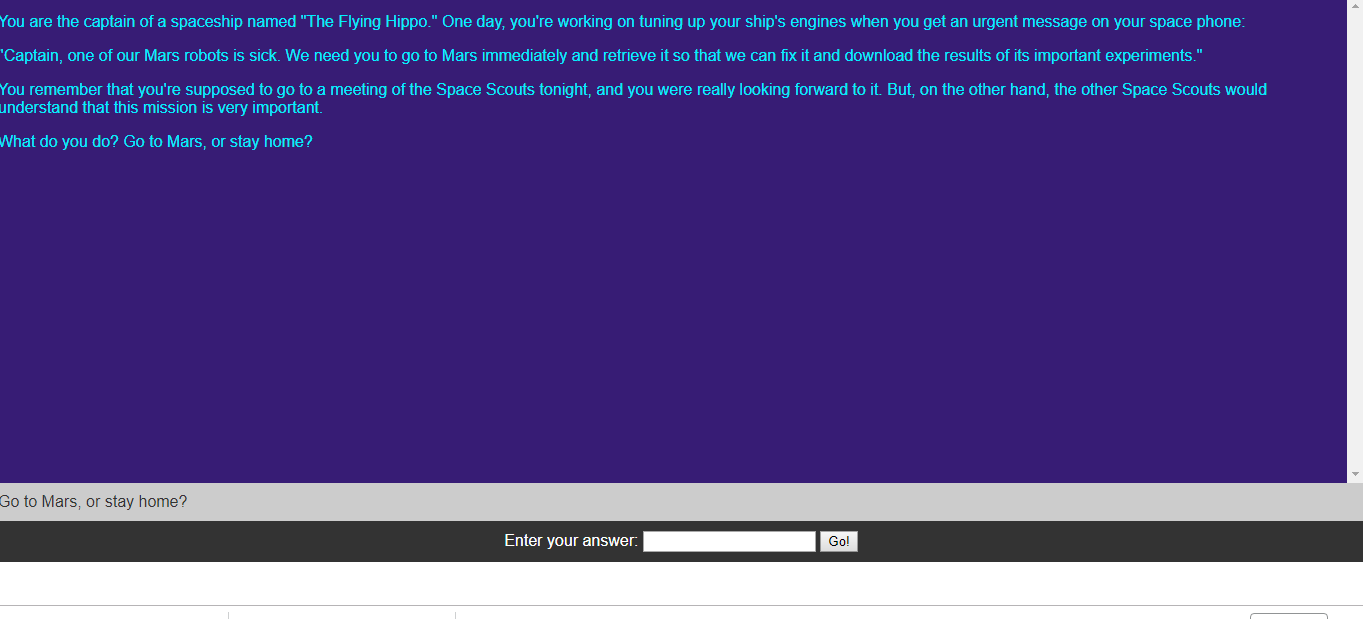 You are the captain of a spaceship named "The Flying Hippo." One day, you're working on tuning up your ship's engines when you get an urgent message on your space phone:
"Captain, one of our Mars robots is sick. We need you to go to Mars immediately and retrieve it so that we can fix it and download the results of its important experiments."
You remember that you're supposed to go to a meeting of the Space Scouts tonight, and you were really looking forward to it. But, on the other hand, the other Space Scouts would
understand that this mission is very important.
What do you do? Go to Mars, or stay home?
Go to Mars, or stay home?
Enter your answer: Go!